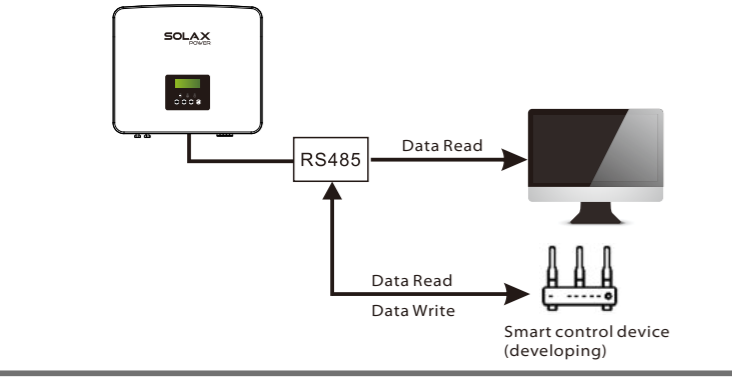 SOLAX
POWER
RS485
Data Read
Data Read
Data Write
Smart control device
(developing)